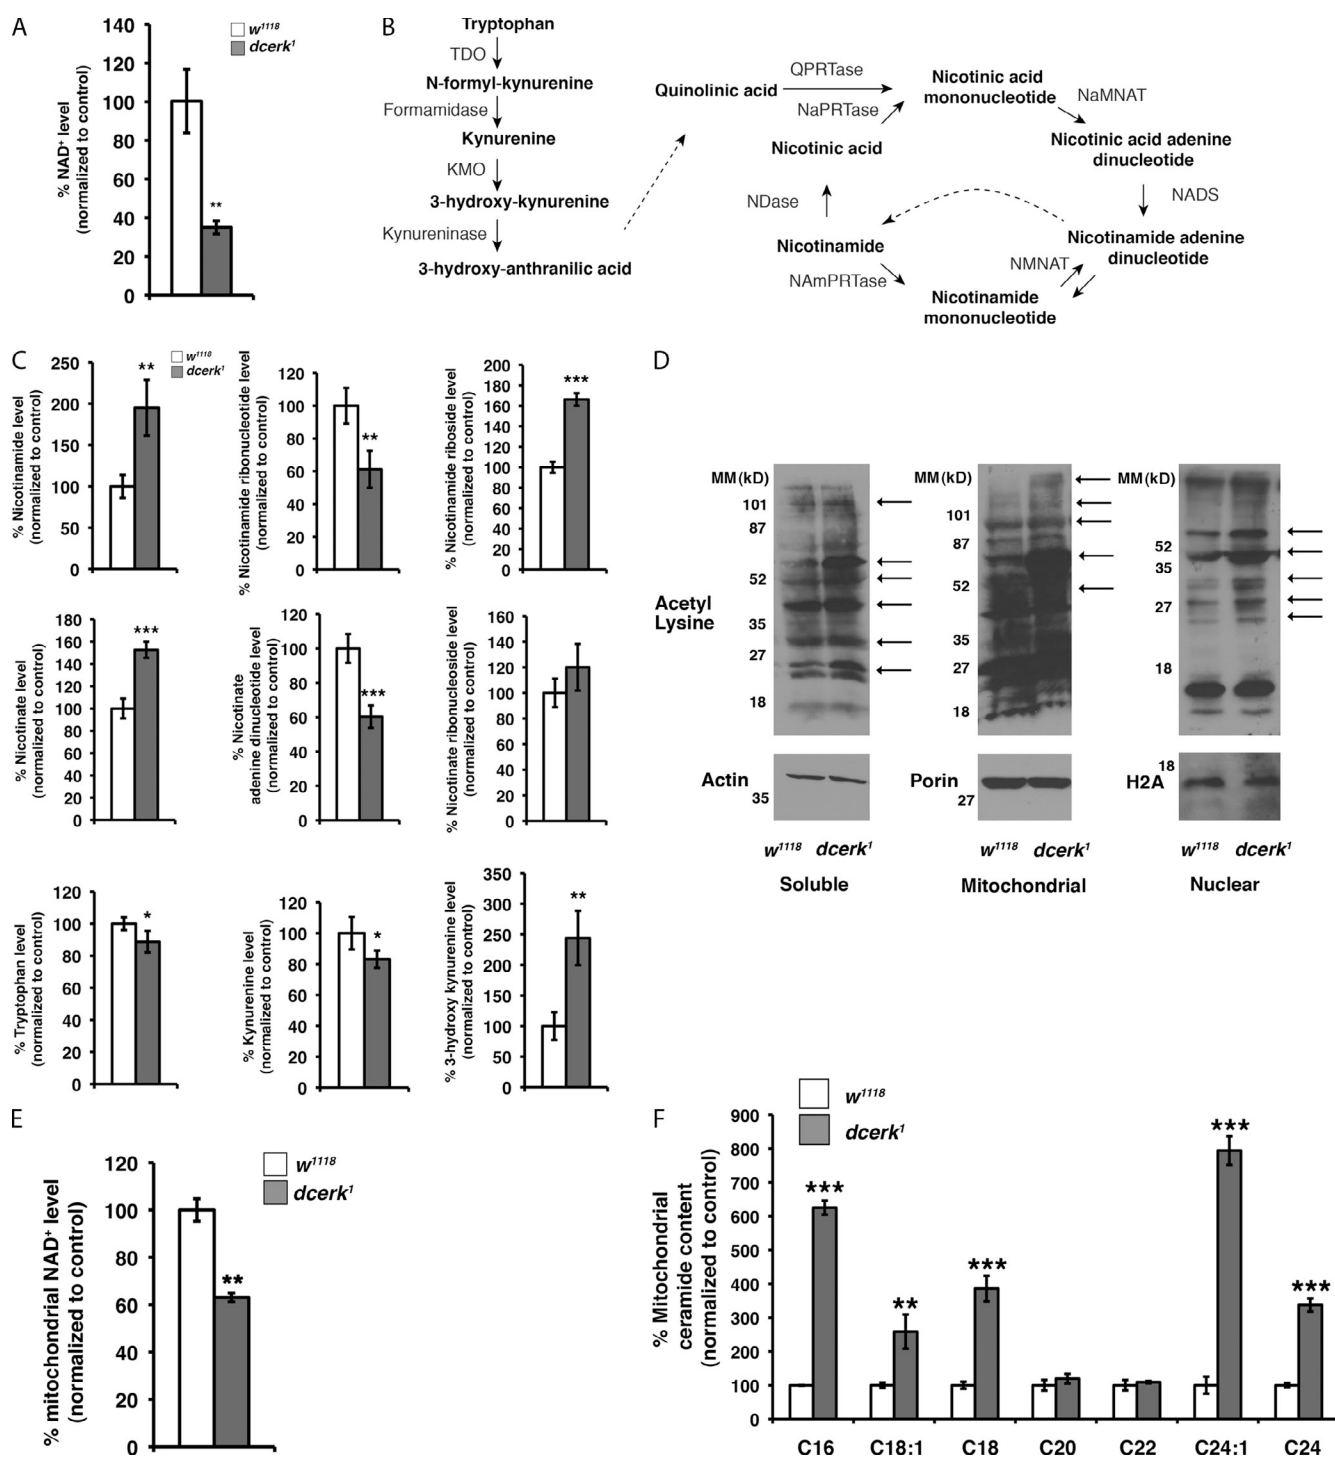 A
140
120
100
80
60
40
20
0
% NAD+ level
(normalized to control)
w1118
dcerk1
**
B
Tryptophan
TDO
N-formyl-kynurenine
Formamidase
Kynurenine
KMO
3-hydroxy-kynurenine
Kynureninase
3-hydroxy-anthranilic acid
Quinolinic acid
QPRTase
Nicotinic acid
mononucleotide
NaMNAT
NaPRTase
Nicotinic acid
Nicotinic acid adenine
dinucleotide
NDase
NADS
Nicotinamide
Nicotinamide adenine
dinucleotide
NAmPRTase
NMNAT
Nicotinamide
mononucleotide
C
w1118
dcerk1
% Nicotinamide level
(normalized to control)
250
200
150
100
50
0
**
% Nicotinamide ribonucleotide level
(normalized to control)
120
100
80
60
40
20
0
**
% Nicotinamide riboside level
(normalized to control)
200
180
160
140
120
100
80
60
40
20
0
***
% Nicotinate level
(normalized to control)
180
160
140
120
100
80
60
40
20
0
***
% Nicotinate
adenine dinucleotide level
(normalized to control)
120
100
80
60
40
20
0
***
% Nicotinate ribonucleoside level
(normalized to control)
160
140
120
100
80
60
40
20
0
% Tryptophan level
(normalized to control)
120
100
80
60
40
20
0
*
% Kynurenine level
(normalized to control)
120
100
80
60
40
20
0
*
% 3-hydroxy kynurenine level
(normalized to control)
350
300
250
200
150
100
50
0
**
D
Acetyl
Lysine
MM (kD)
101
87
52
35
27
18
MM (kD)
101
87
52
35
27
18
MM (kD)
52
35
27
18
Actin
35
Porin
27
H2A
18
w1118 dcerk1
Soluble
w1118 dcerk1
Mitochondrial
w1118 dcerk1
Nuclear
E
% mitochondrial NAD+ level
(normalized to control)
120
100
80
60
40
20
0
w1118
dcerk1
**
F
w1118
dcerk1
% Mitochondrial
ceramide content
(normalized to control)
900
800
700
600
500
400
300
200
100
0
***
**
***
***
***
C16 C18:1 C18 C20 C22 C24:1 C24